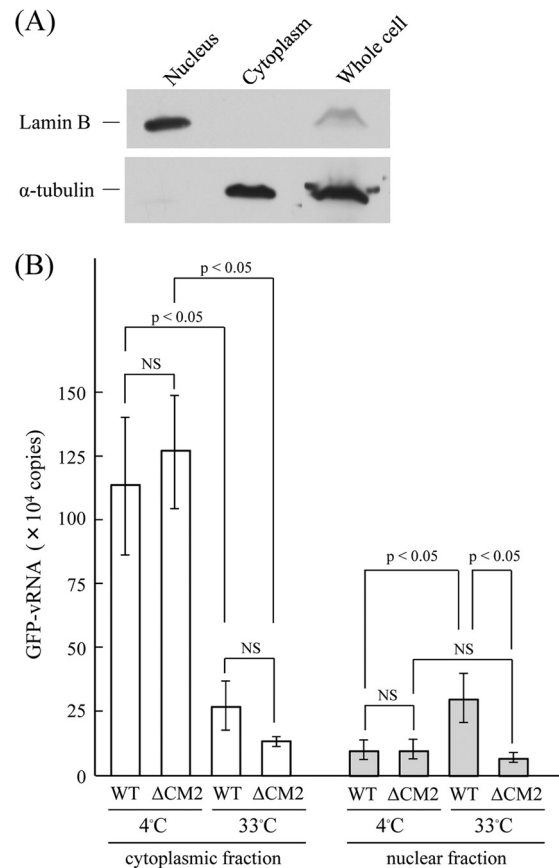 (A)
Nucleus
Cytoplasm
Whole cell
Lamin B
α-tubulin
(B)
p < 0.05
p < 0.05
NS
150
125
100
75
50
25
0
GFP-vRNA (×10⁴ copies)
p < 0.05
p < 0.05
NS
NS
NS
WT ΔCM2 WT ΔCM2 WT ΔCM2 WT ΔCM2
4°C 33°C 4°C 33°C
cytoplasmic fraction nuclear fraction